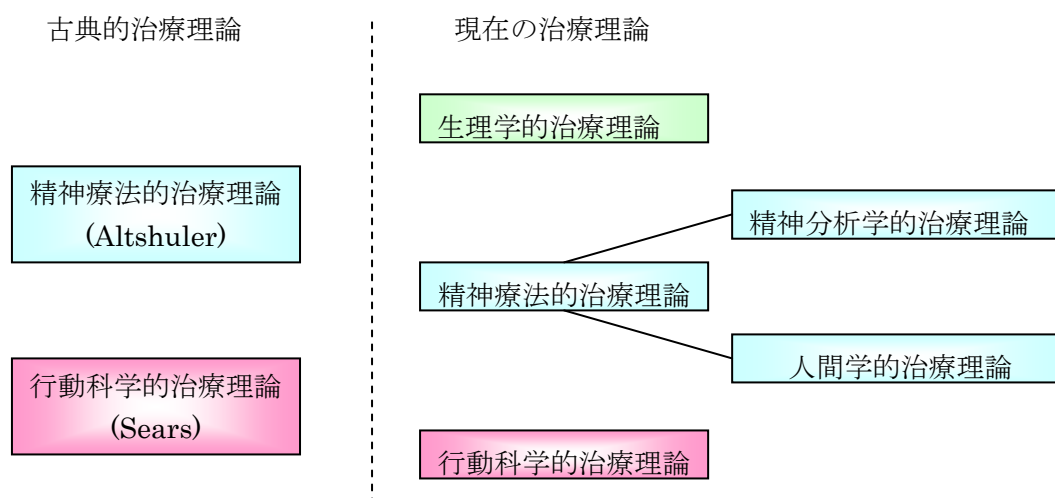 古典的治療理論
現在の治療理論
生理学的治療理論
精神療法的治療理論
(Altshuler)
精神分析学的治療理論
精神療法的治療理論
人間学的治療理論
行動科学的治療理論
(Sears)
行動科学的治療理論